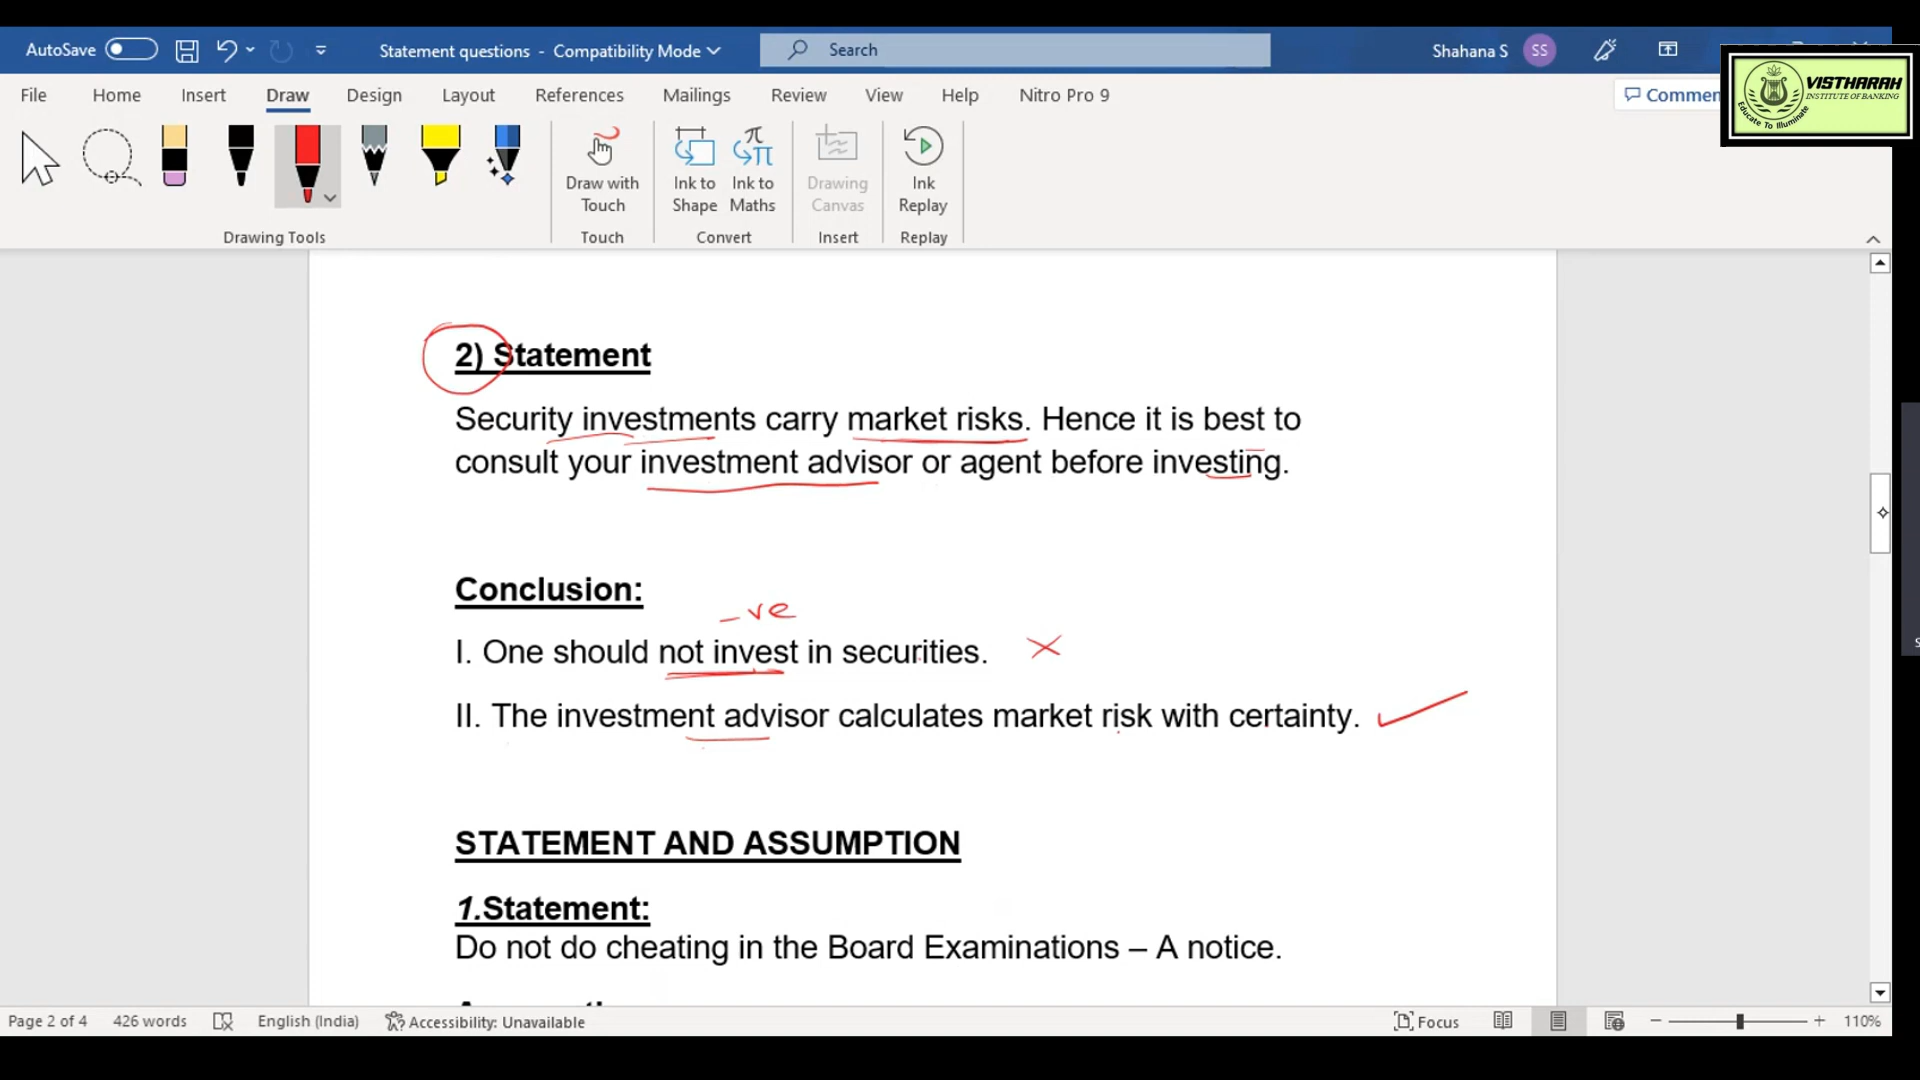 AutoSave
Statement questions - Compatibility Mode
Search
Shahana S
SS
VISTHARAH
INSTITUTE OF BANKING
Educate To Illuminate
File Home Insert Draw Design Layout References Mailings Review View Help Nitro Pro 9
Commen
Draw with Touch
Ink to Shape
Ink to Maths
Drawing Canvas
Ink Replay
Drawing Tools
Touch
Convert
Insert
Replay
2) Statement
Security investments carry market risks. Hence it is best to
consult your investment advisor or agent before investing.
Conclusion:
-ve
I. One should not invest in securities.
II. The investment advisor calculates market risk with certainty.
STATEMENT AND ASSUMPTION
1.Statement:
Do not do cheating in the Board Examinations – A notice.
Page 2 of 4
426 words
English (India)
Accessibility: Unavailable
Focus
110%